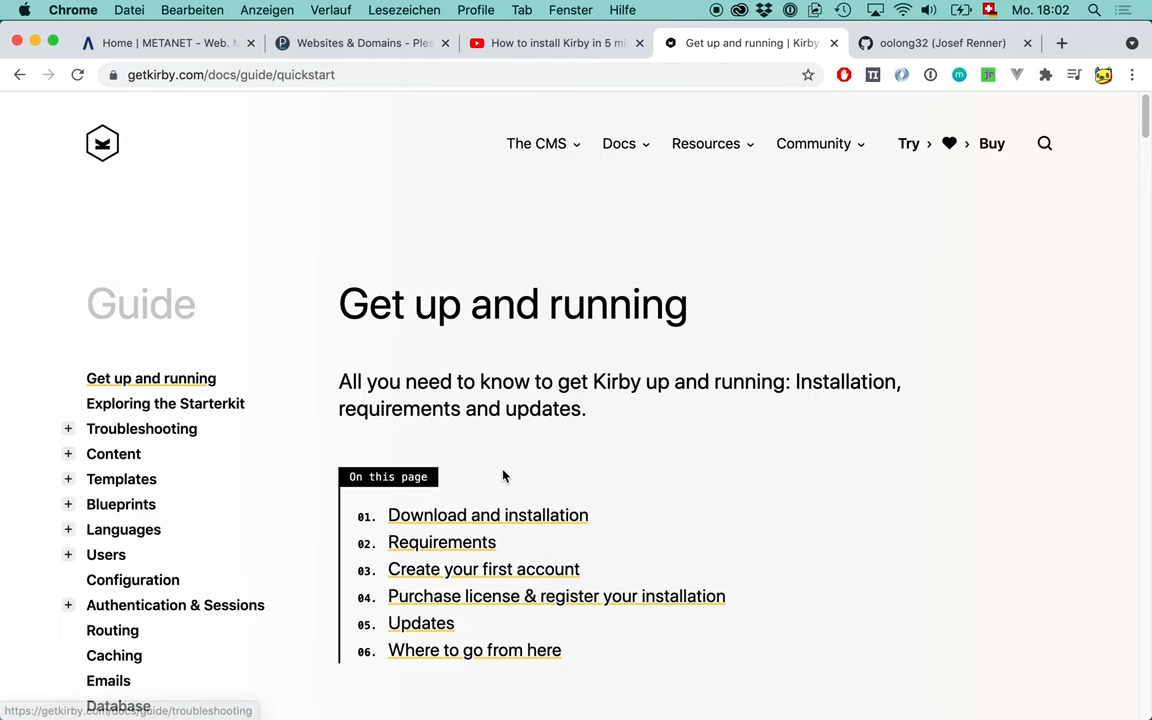 Chrome Datei Bearbeiten Anzeigen Verlauf Lesezeichen Profile Tab Fenster Hilfe Mo. 18:02
Home | METANET - Web. Websites & Domains - Ples How to install Kirby in 5 mi Get up and running | Kirby oolong32 (Josef Renner)
getkirby.com/docs/guide/quickstart
The CMS Docs Resources Community Try › ♥ › Buy
Guide
Get up and running
Exploring the Starterkit
+ Troubleshooting
+ Content
+ Templates
+ Blueprints
+ Languages
+ Users
Configuration
+ Authentication & Sessions
Routing
Caching
Emails
Database
Get up and running
All you need to know to get Kirby up and running: Installation,
requirements and updates.
On this page
01. Download and installation
02. Requirements
03. Create your first account
04. Purchase license & register your installation
05. Updates
06. Where to go from here
https://getkirby.com/docs/guide/troubleshooting